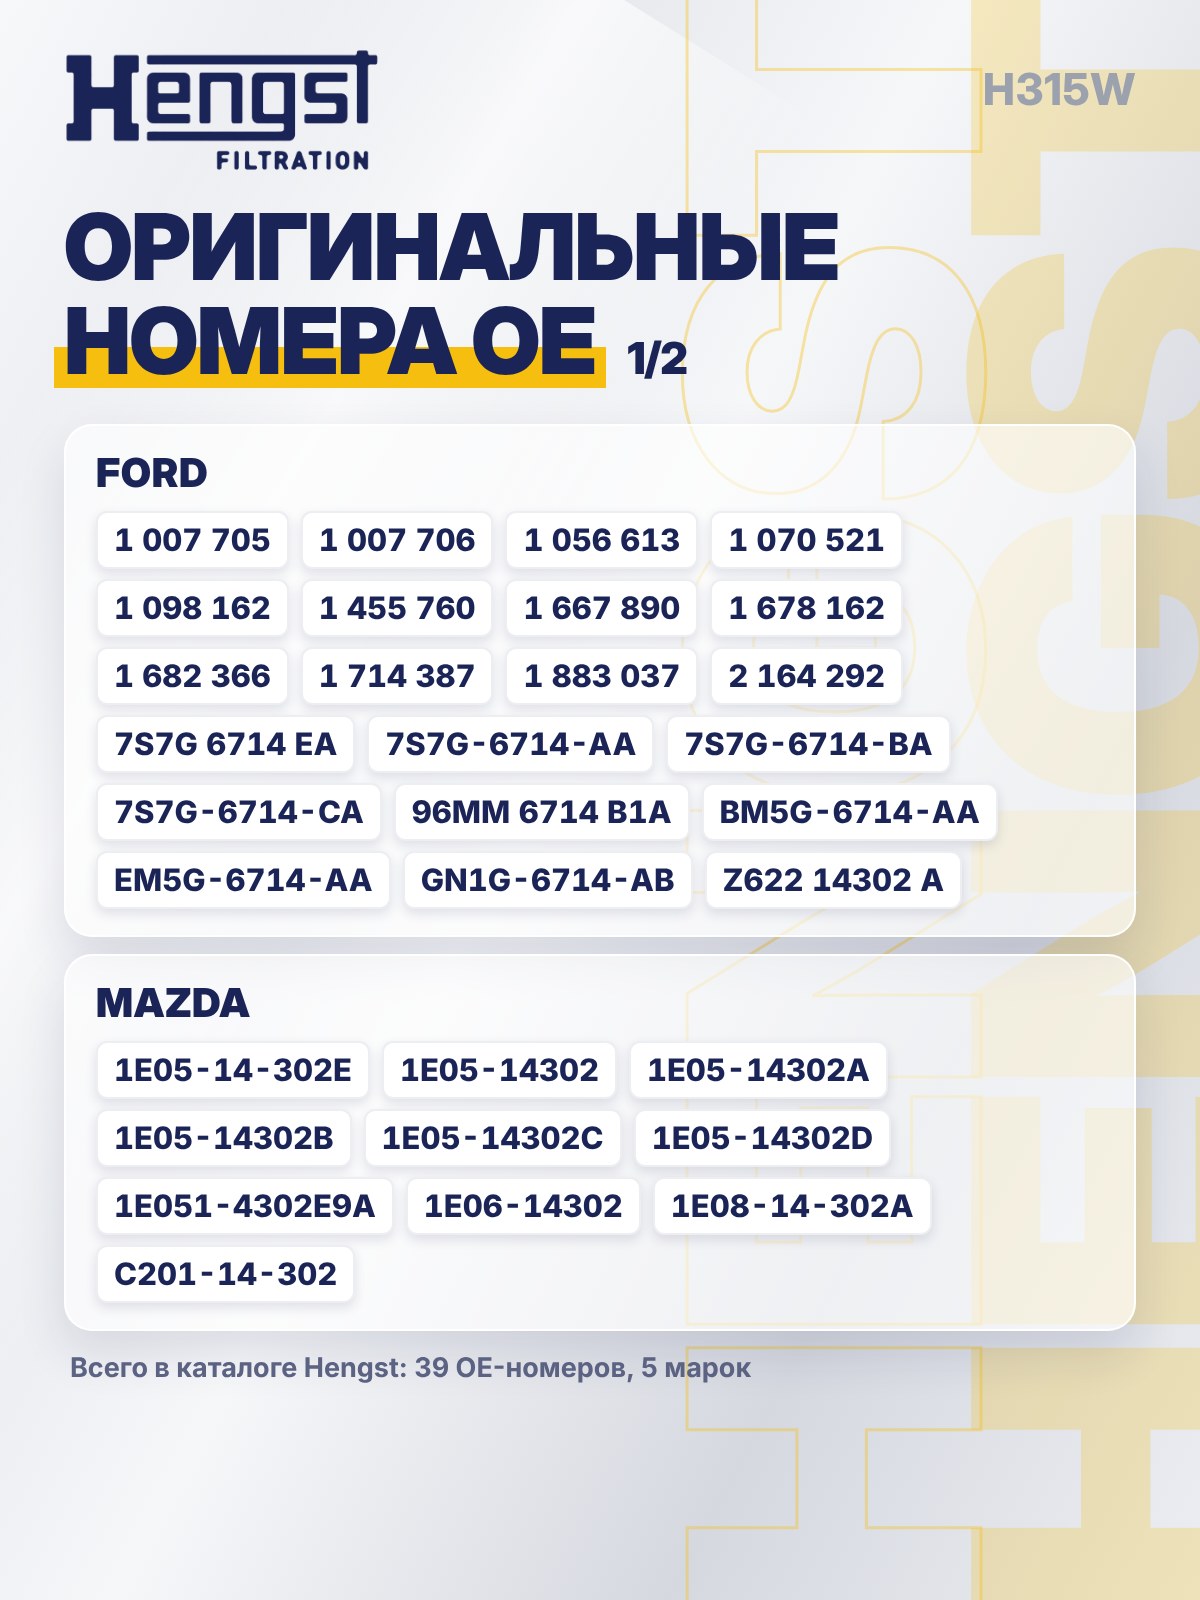 Hengst
FILTRATION
H315W
ОРИГИНАЛЬНЫЕ
НОМЕРА OE 1/2
FORD
1 007 705 1 007 706 1 056 613 1 070 521
1 098 162 1 455 760 1 667 890 1 678 162
1 682 366 1 714 387 1 883 037 2 164 292
7S7G 6714 EA 7S7G-6714-AA 7S7G-6714-BA
7S7G-6714-CA 96MM 6714 B1A BM5G-6714-AA
EM5G-6714-AA GN1G-6714-AB Z622 14302 A
MAZDA
1E05-14-302E 1E05-14302 1E05-14302A
1E05-14302B 1E05-14302C 1E05-14302D
1E051-4302E9A 1E06-14302 1E08-14-302A
C201-14-302
Всего в каталоге Hengst: 39 OE-номеров, 5 марок
HENGST
HENGST